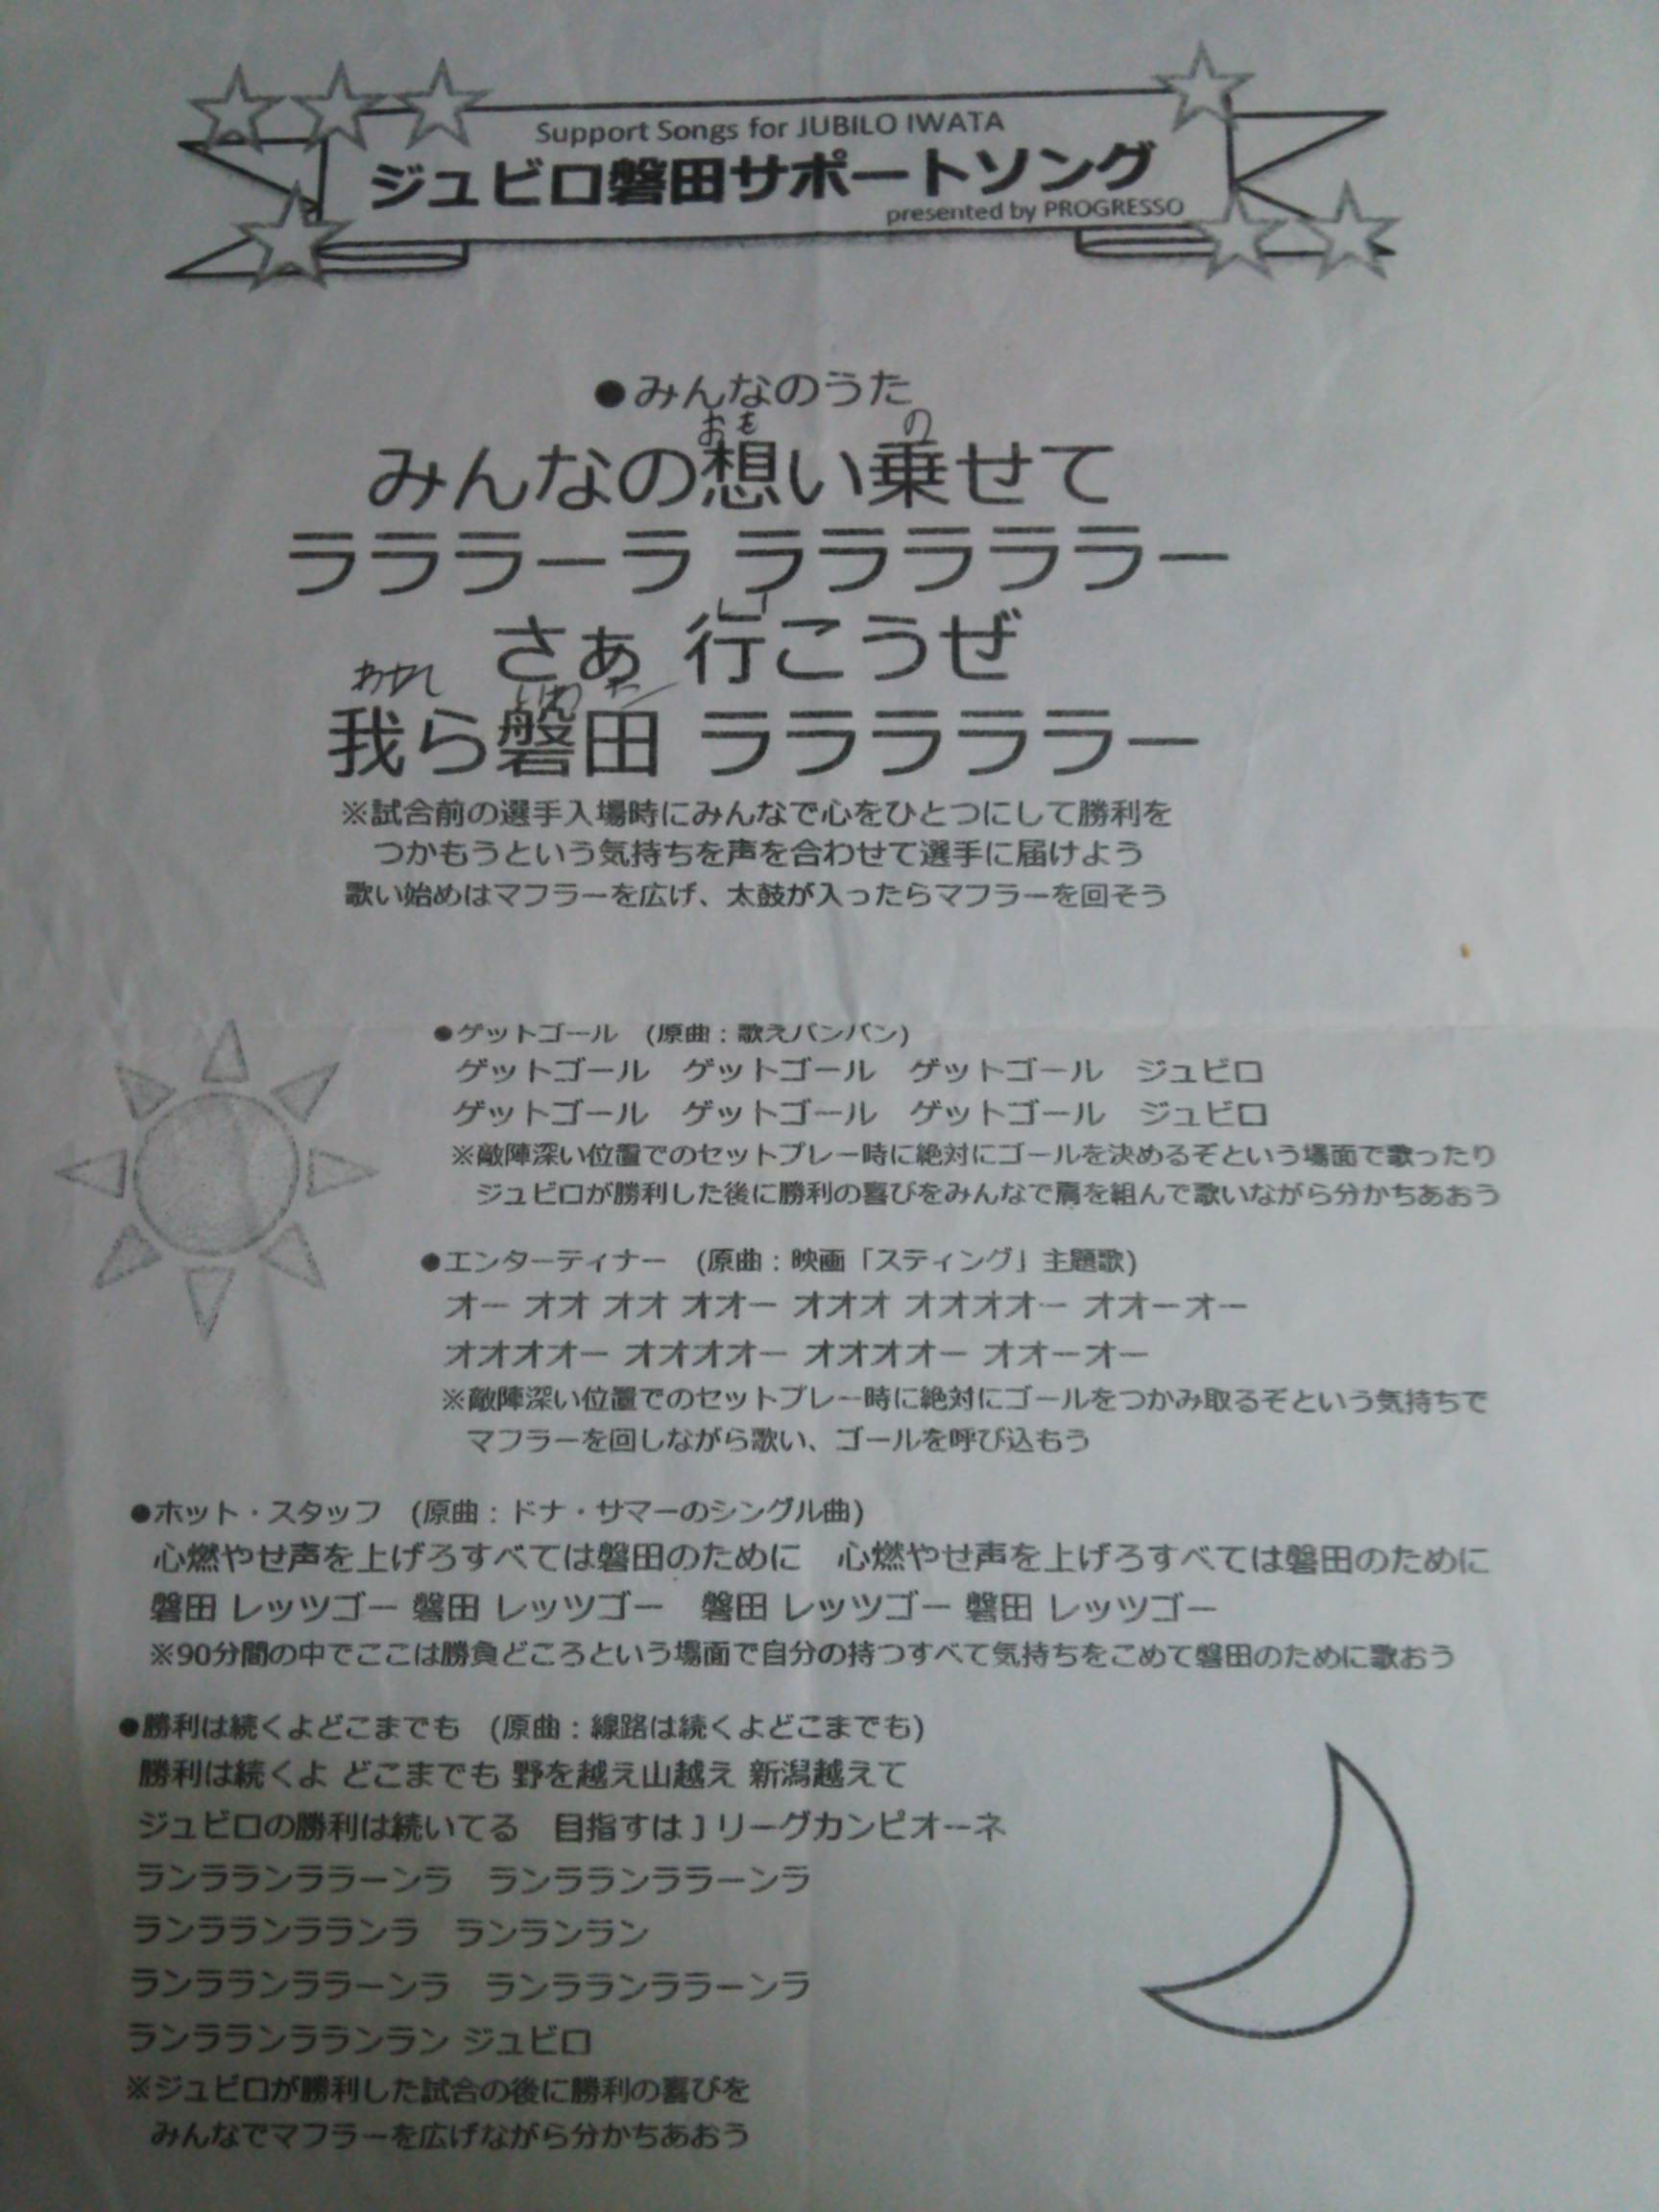 Support Songs for JUBILO IWATA
ジュビロ磐田サポートソング
presented by PROGRESSO
●みんなのうた
おも の
みんなの想い乗せて
ラララーラ ララララララー
い
さぁ 行こうぜ
われ いわた
我ら磐田 ララララララー
※試合前の選手入場時にみんなで心をひとつにして勝利を
つかもうという気持ちを声を合わせて選手に届けよう
歌い始めはマフラーを広げ、太鼓が入ったらマフラーを回そう
●ゲットゴール (原曲:歌えバンバン)
ゲットゴール ゲットゴール ゲットゴール ジュビロ
ゲットゴール ゲットゴール ゲットゴール ジュビロ
※敵陣深い位置でのセットプレー時に絶対にゴールを決めるぞという場面で歌ったり
ジュビロが勝利した後に勝利の喜びをみんなで肩を組んで歌いながら分かちあおう
●エンターティナー (原曲:映画「スティング」主題歌)
オー オオ オオ オオー オオオ オオオオー オオーオー
オオオオー オオオオー オオオオー オオーオー
※敵陣深い位置でのセットプレー時に絶対にゴールをつかみ取るぞという気持ちで
マフラーを回しながら歌い、ゴールを呼び込もう
●ホット・スタッフ (原曲:ドナ・サマーのシングル曲)
心燃やせ声を上げろすべては磐田のために 心燃やせ声を上げろすべては磐田のために
磐田 レッツゴー 磐田 レッツゴー 磐田 レッツゴー 磐田 レッツゴー
※90分間の中でここは勝負どころという場面で自分の持つすべて気持ちをこめて磐田のために歌おう
●勝利は続くよどこまでも (原曲:線路は続くよどこまでも)
勝利は続くよ どこまでも 野を越え山越え 新潟越えて
ジュビロの勝利は続いてる 目指すはJリーグカンピオーネ
ランラランララーンラ ランラランララーンラ
ランラランラランラ ランランラン
ランラランララーンラ ランラランララーンラ
ランラランラランラン ジュビロ
※ジュビロが勝利した試合の後に勝利の喜びを
みんなでマフラーを広げながら分かちあおう